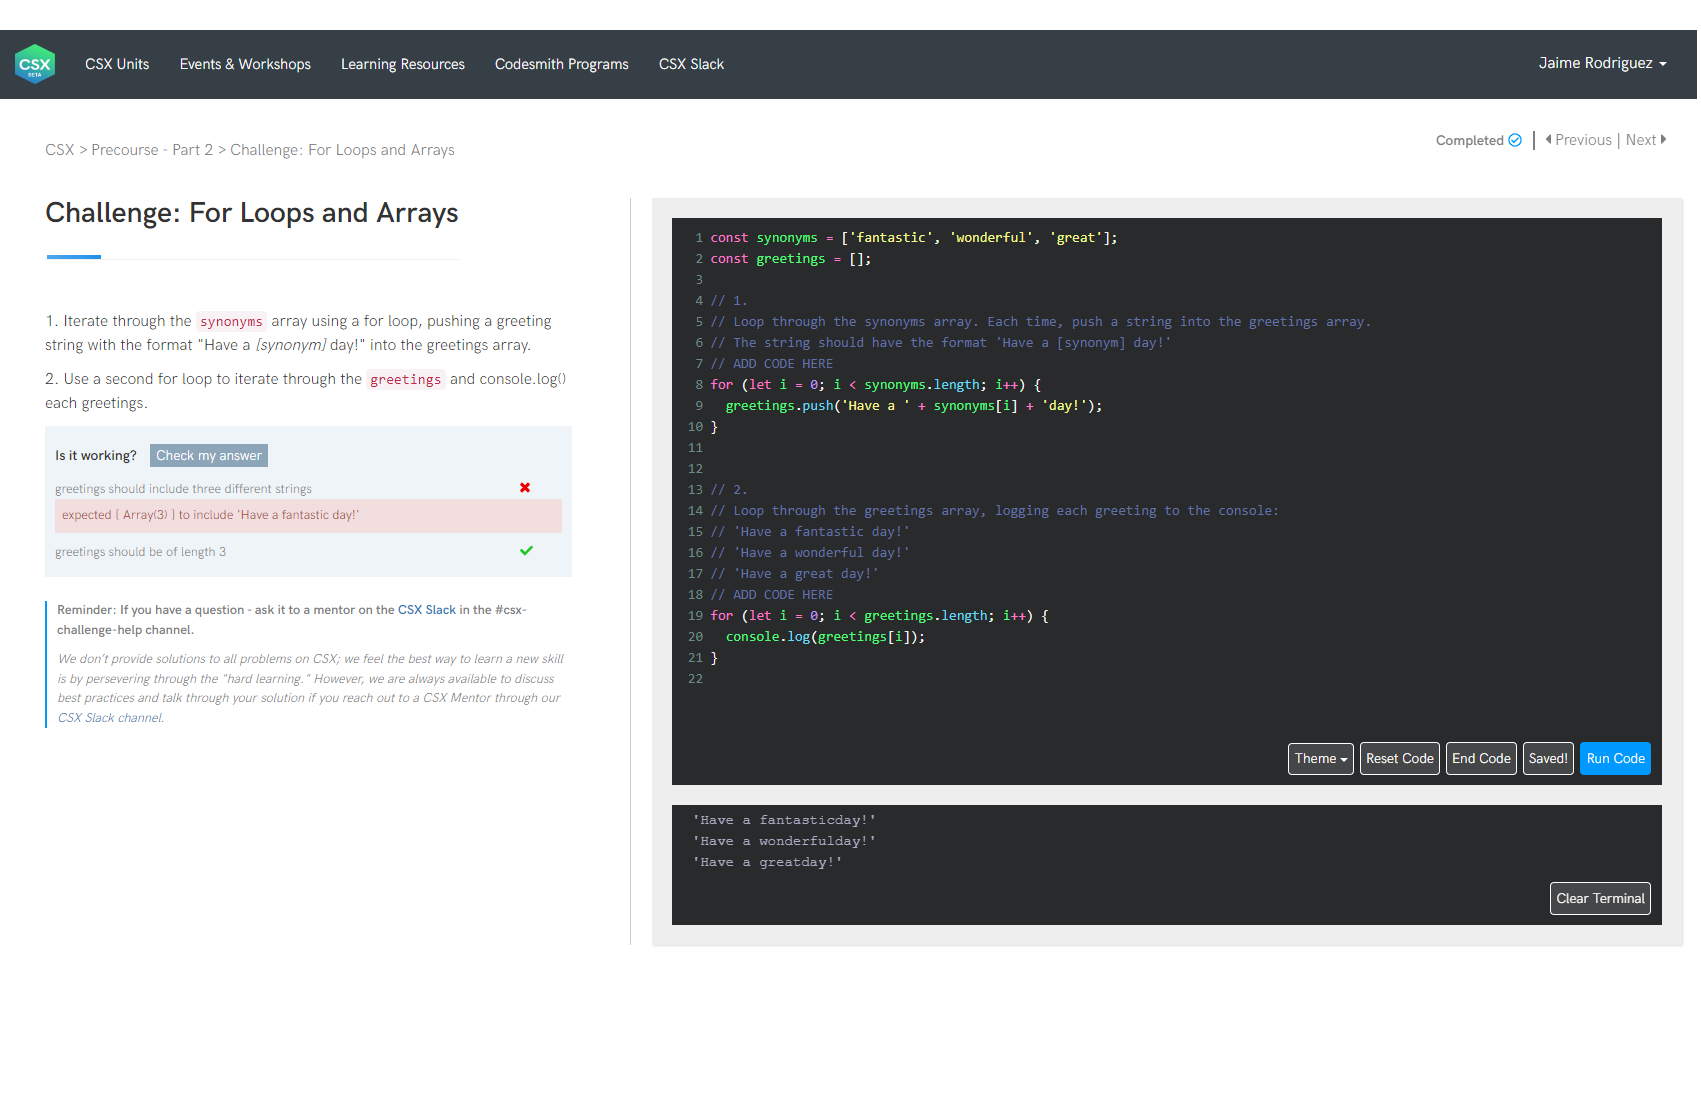 CSX
BETA
CSX Units
Events & Workshops
Learning Resources
Codesmith Programs
CSX Slack
Jaime Rodriguez
CSX > Precourse - Part 2 > Challenge: For Loops and Arrays
Completed
Previous | Next
Challenge: For Loops and Arrays
1. Iterate through the synonyms array using a for loop, pushing a greeting
string with the format "Have a [synonym] day!" into the greetings array.
2. Use a second for loop to iterate through the greetings and console.log()
each greetings.
Is it working? Check my answer
greetings should include three different strings
expected [ Array(3) ] to include 'Have a fantastic day!'
greetings should be of length 3
Reminder: If you have a question - ask it to a mentor on the CSX Slack in the #csx-
challenge-help channel.
We don't provide solutions to all problems on CSX; we feel the best way to learn a new skill
is by persevering through the "hard learning." However, we are always available to discuss
best practices and talk through your solution if you reach out to a CSX Mentor through our
CSX Slack channel.
1 const synonyms = ['fantastic', 'wonderful', 'great'];
2 const greetings = [];
3
4 // 1.
5 // Loop through the synonyms array. Each time, push a string into the greetings array.
6 // The string should have the format 'Have a [synonym] day!'
7 // ADD CODE HERE
8 for (let i = 0; i < synonyms.length; i++) {
9   greetings.push('Have a ' + synonyms[i] + 'day!');
10 }
11
12
13 // 2.
14 // Loop through the greetings array, logging each greeting to the console:
15 // 'Have a fantastic day!'
16 // 'Have a wonderful day!'
17 // 'Have a great day!'
18 // ADD CODE HERE
19 for (let i = 0; i < greetings.length; i++) {
20   console.log(greetings[i]);
21 }
22
Theme
Reset Code
End Code
Saved!
Run Code
'Have a fantasticday!'
'Have a wonderfulday!'
'Have a greatday!'
Clear Terminal